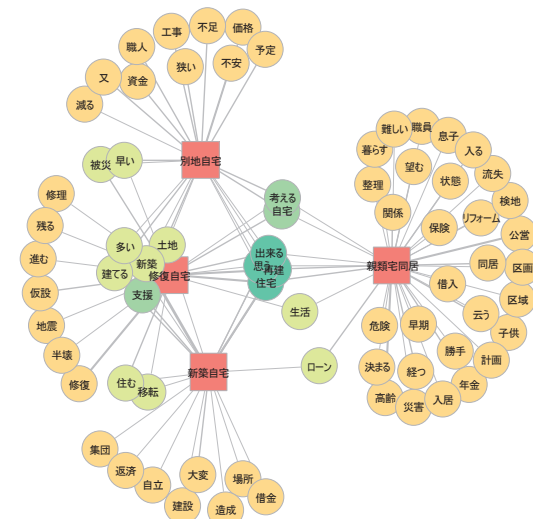 工事
不足
価格
職人
予定
狭い
不安
又
資金
減る
被災
早い
別地自宅
考える
自宅
難しい
職員
息子
暮らす
入る
望む
流失
整理
状態
検地
関係
リフォーム
保険
公営
修理
残る
進む
仮設
地震
半壊
修復
多い
土地
新築
建てる
修復自宅
支援
出来る
思う
再建
住宅
親類宅同居
同居
区画
借入
区域
生活
云う
危険
早期
子供
勝手
計画
ローン
新築自宅
決まる
経つ
年金
住む
移転
高齢
災害
入居
集団
返済
自立
大変
場所
建設
造成
借金